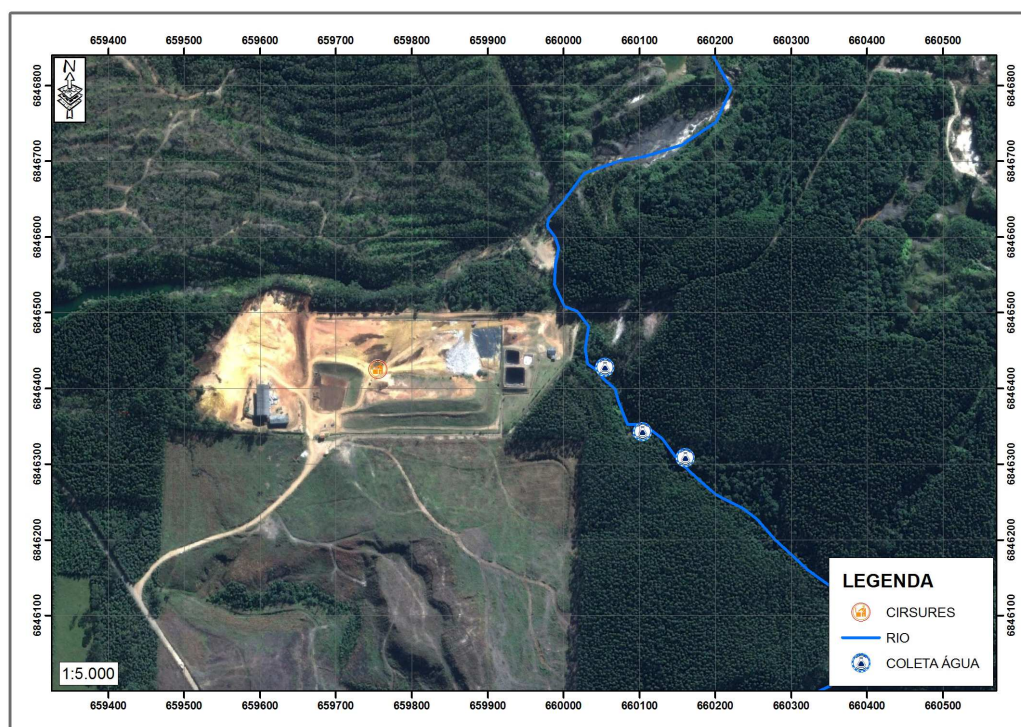 659400 659500 659600 659700 659800 659900 660000 660100 660200 660300 660400 660500
N
6846800 6846800
6846700 6846700
6846600 6846600
6846500 6846500
6846400 6846400
6846300 6846300
6846200 6846200
6846100 6846100
LEGENDA
CIRSURES
RIO
COLETA ÁGUA
1:5.000
659400 659500 659600 659700 659800 659900 660000 660100 660200 660300 660400 660500